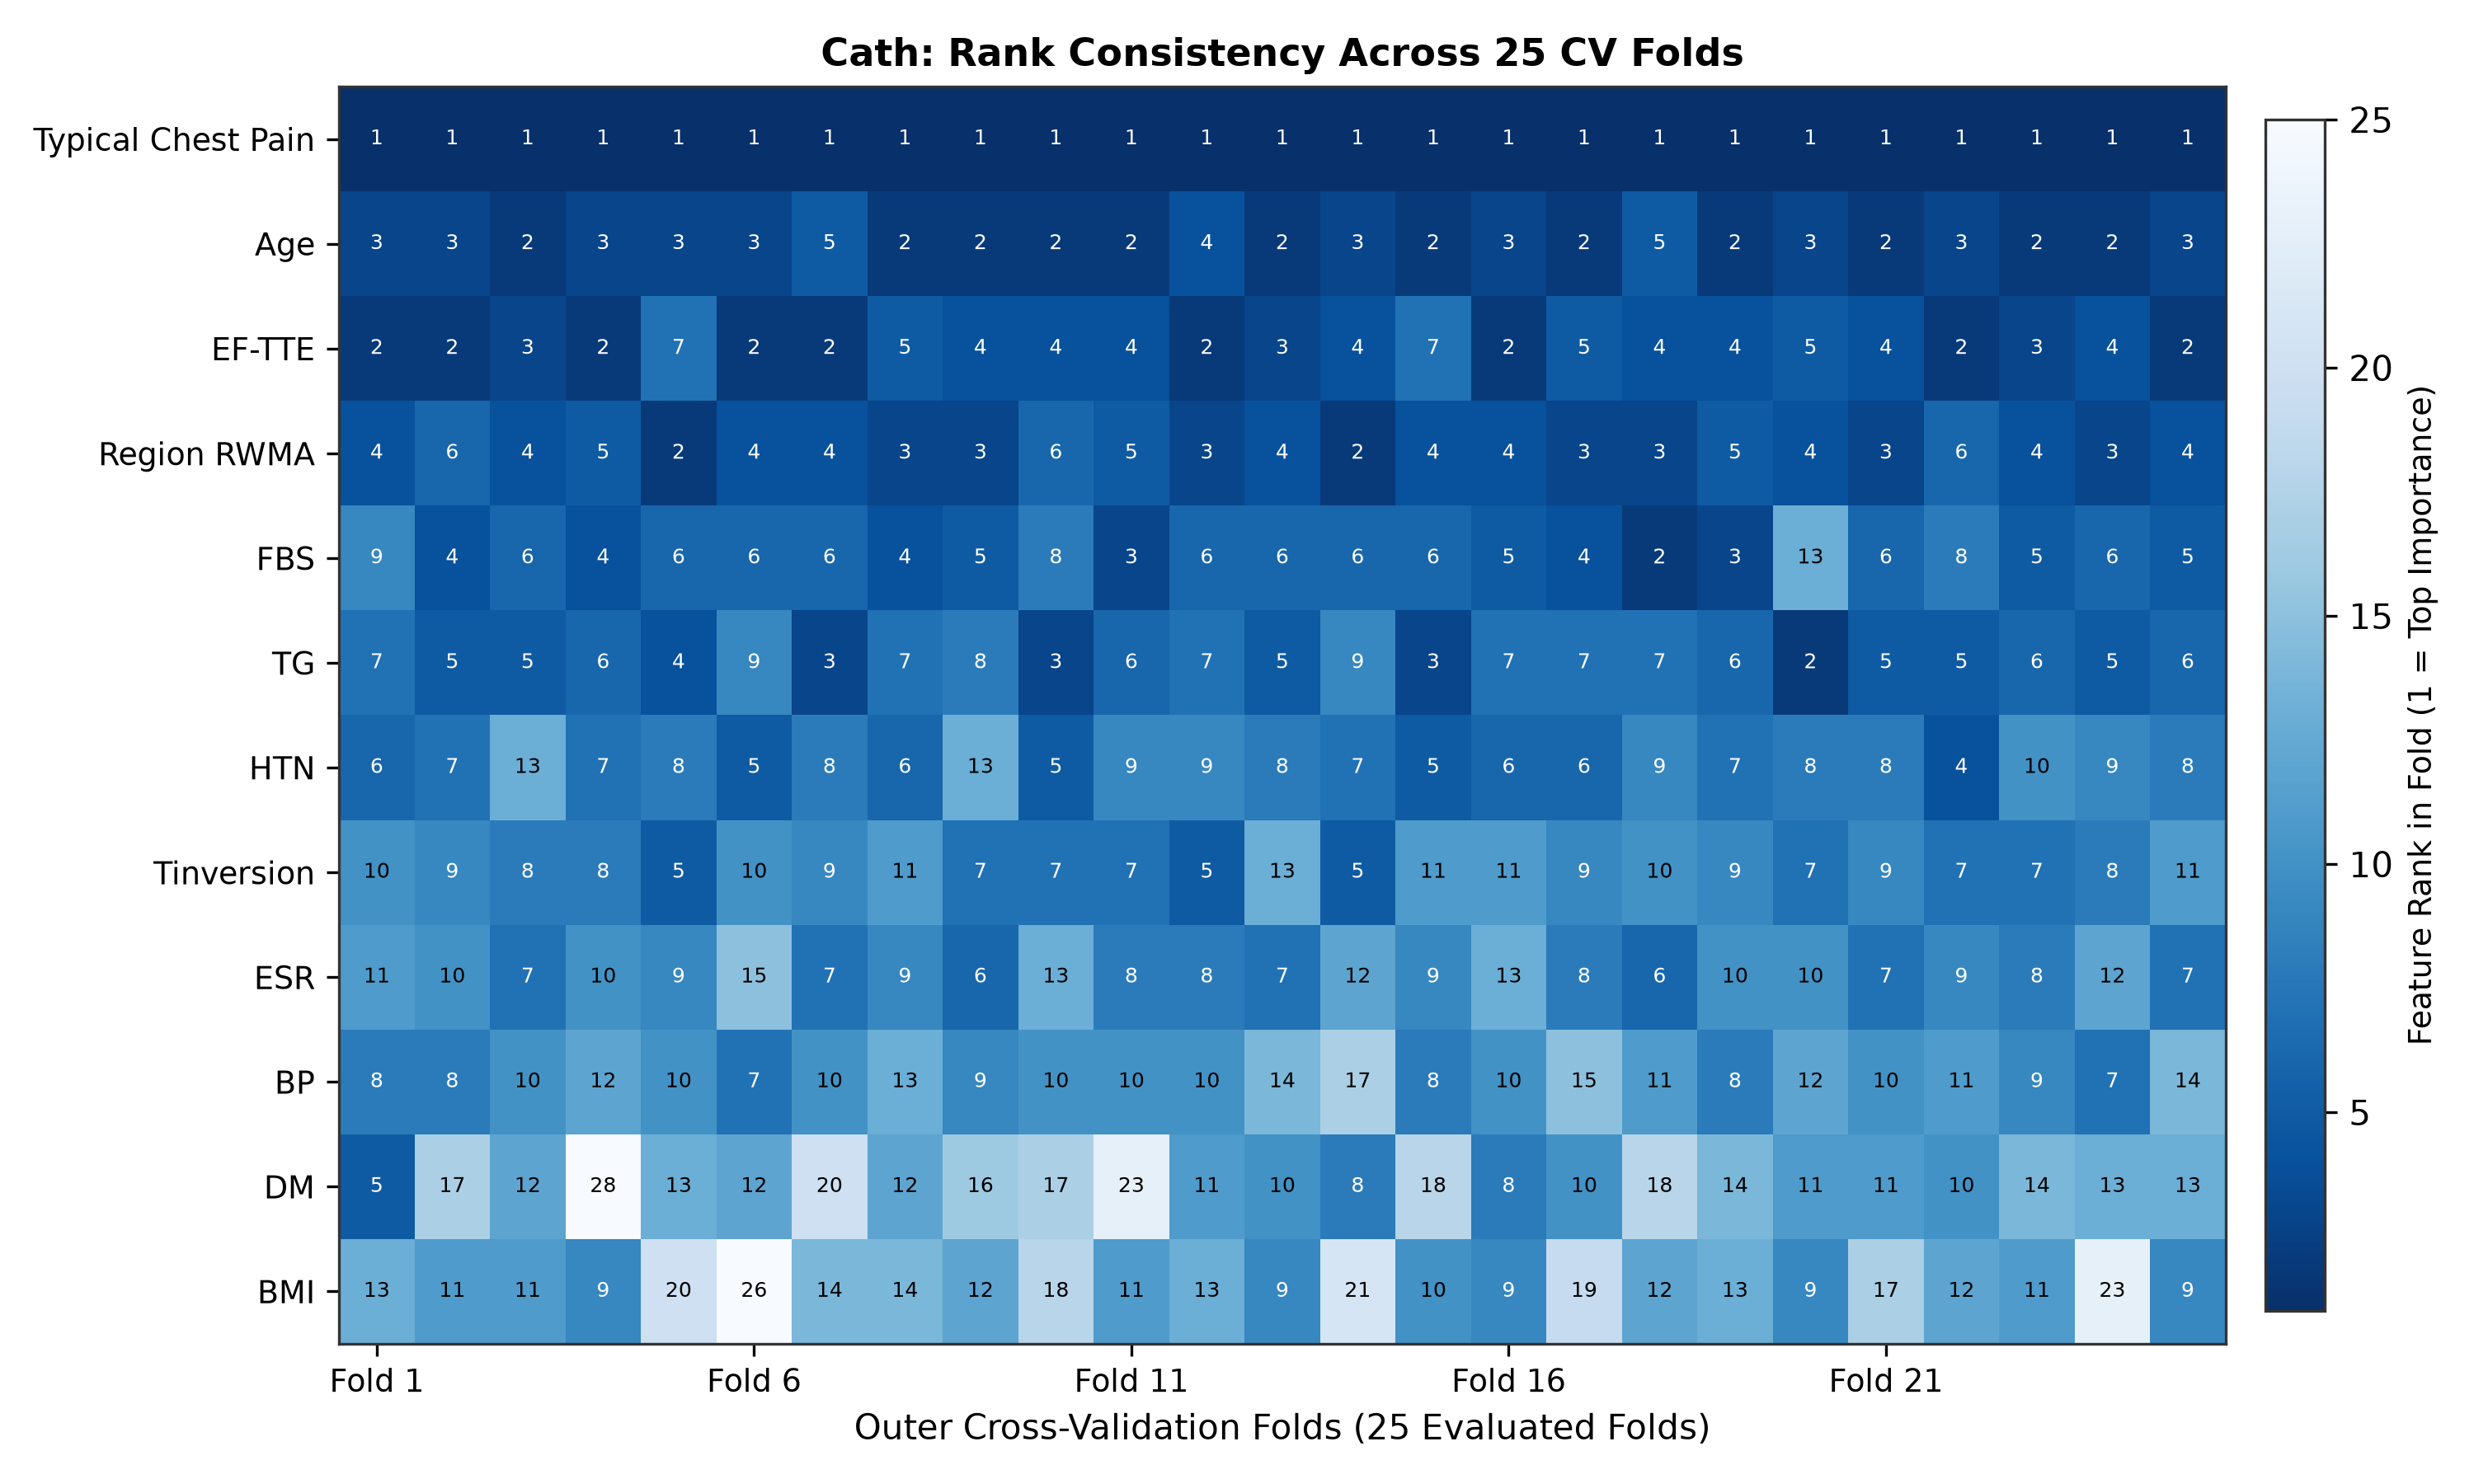 Cath: Rank Consistency Across 25 CV Folds
Typical Chest Pain 1 1 1 1 1 1 1 1 1 1 1 1 1 1 1 1 1 1 1 1 1 1 1 1 1
Age 3 3 2 3 3 3 5 2 2 2 2 4 2 3 2 3 2 5 2 3 2 3 2 2 3
EF-TTE 2 2 3 2 7 2 2 5 4 4 4 2 3 4 7 2 5 4 4 5 4 2 3 4 2
Region RWMA 4 6 4 5 2 4 4 3 3 6 5 3 4 2 4 4 3 3 5 4 3 6 4 3 4
FBS 9 4 6 4 6 6 6 4 5 8 3 6 6 6 6 5 4 2 3 13 6 8 5 6 5
TG 7 5 5 6 4 9 3 7 8 3 6 7 5 9 3 7 7 7 6 2 5 5 6 5 6
HTN 6 7 13 7 8 5 8 6 13 5 9 9 8 7 5 6 6 9 7 8 8 4 10 9 8
Tinversion 10 9 8 8 5 10 9 11 7 7 7 5 13 5 11 11 9 10 9 7 9 7 7 8 11
ESR 11 10 7 10 9 15 7 9 6 13 8 8 7 12 9 13 8 6 10 10 7 9 8 12 7
BP 8 8 10 12 10 7 10 13 9 10 10 10 14 17 8 10 15 11 8 12 10 11 9 7 14
DM 5 17 12 28 13 12 20 12 16 17 23 11 10 8 18 8 10 18 14 11 11 10 14 13 13
BMI 13 11 11 9 20 26 14 14 12 18 11 13 9 21 10 9 19 12 13 9 17 12 11 23 9
Fold 1 Fold 6 Fold 11 Fold 16 Fold 21
Outer Cross-Validation Folds (25 Evaluated Folds)
25
20
15
10
5
Feature Rank in Fold (1 = Top Importance)